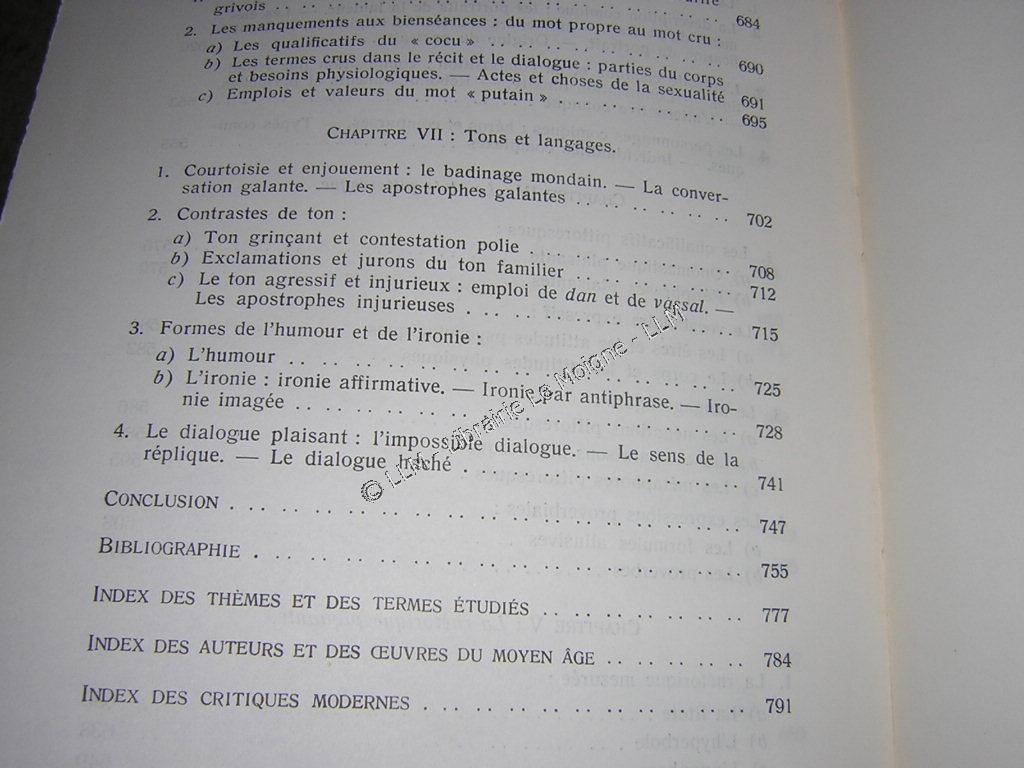 grivois . . . . . . . . . . . . . . . . 684
2. Les manquements aux bienséances : du mot propre au mot cru :
a) Les qualificatifs du « cocu » . . . . . . . . . . . . . . . . 690
b) Les termes crus dans le récit et le dialogue : parties du corps
et besoins physiologiques. — Actes et choses de la sexualité 691
c) Emplois et valeurs du mot « putain » . . . . . . . . . . . . 695
CHAPITRE VII : Tons et langages.
1. Courtoisie et enjouement : le badinage mondain. — La conver-
sation galante. — Les apostrophes galantes . . . . . . . . . . 702
2. Contrastes de ton :
a) Ton grinçant et contestation polie . . . . . . . . . . . . . . 708
b) Exclamations et jurons du ton familier . . . . . . . . . . . 712
c) Le ton agressif et injurieux : emploi de dan et de vassal. —
Les apostrophes injurieuses . . . . . . . . . . . . . . . . . . 715
3. Formes de l'humour et de l'ironie :
a) L'humour . . . . . . . . . . . . . . . . . . . . . . . . . . . . 725
b) L'ironie : ironie affirmative. — Ironie par antiphrase. — Iro-
nie imagée . . . . . . . . . . . . . . . . . . . . . . . . . . . . 728
4. Le dialogue plaisant : l'impossible dialogue. — Le sens de la
réplique. — Le dialogue haché . . . . . . . . . . . . . . . . . 741
© LLM - Librairie Le Moigne - LLM
CONCLUSION . . . . . . . . . . . . . . . . . . . . . . . . . . . . 747
BIBLIOGRAPHIE . . . . . . . . . . . . . . . . . . . . . . . . . . 755
INDEX DES THÈMES ET DES TERMES ÉTUDIÉS . . . . . . . . . . 777
INDEX DES AUTEURS ET DES ŒUVRES DU MOYEN ÂGE . . . . . . . . 784
INDEX DES CRITIQUES MODERNES . . . . . . . . . . . . . . . . . 791